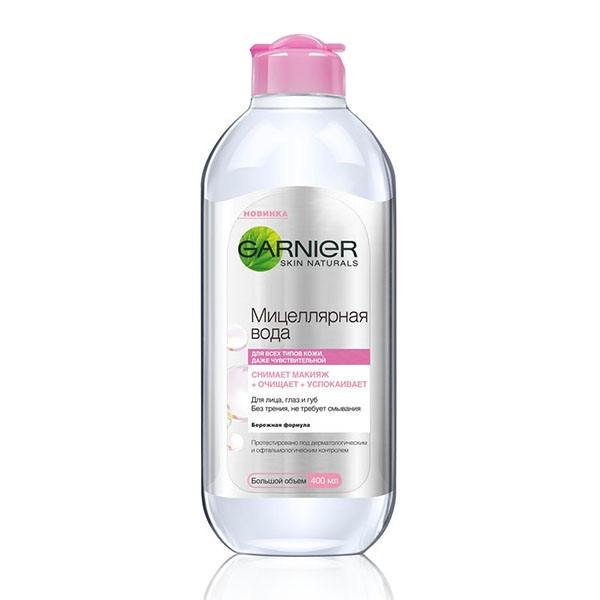 НОВИНКА
GARNIER
SKIN NATURALS
Мицеллярная
вода
ДЛЯ ВСЕХ ТИПОВ КОЖИ,
ДАЖЕ ЧУВСТВИТЕЛЬНОЙ
СНИМАЕТ МАКИЯЖ
+ ОЧИЩАЕТ + УСПОКАИВАЕТ
Для лица, глаз и губ
Без трения, не требует смывания
Бережная формула
Протестировано под дерматологическим
и офтальмологическим контролем
Большой объем 400 мл